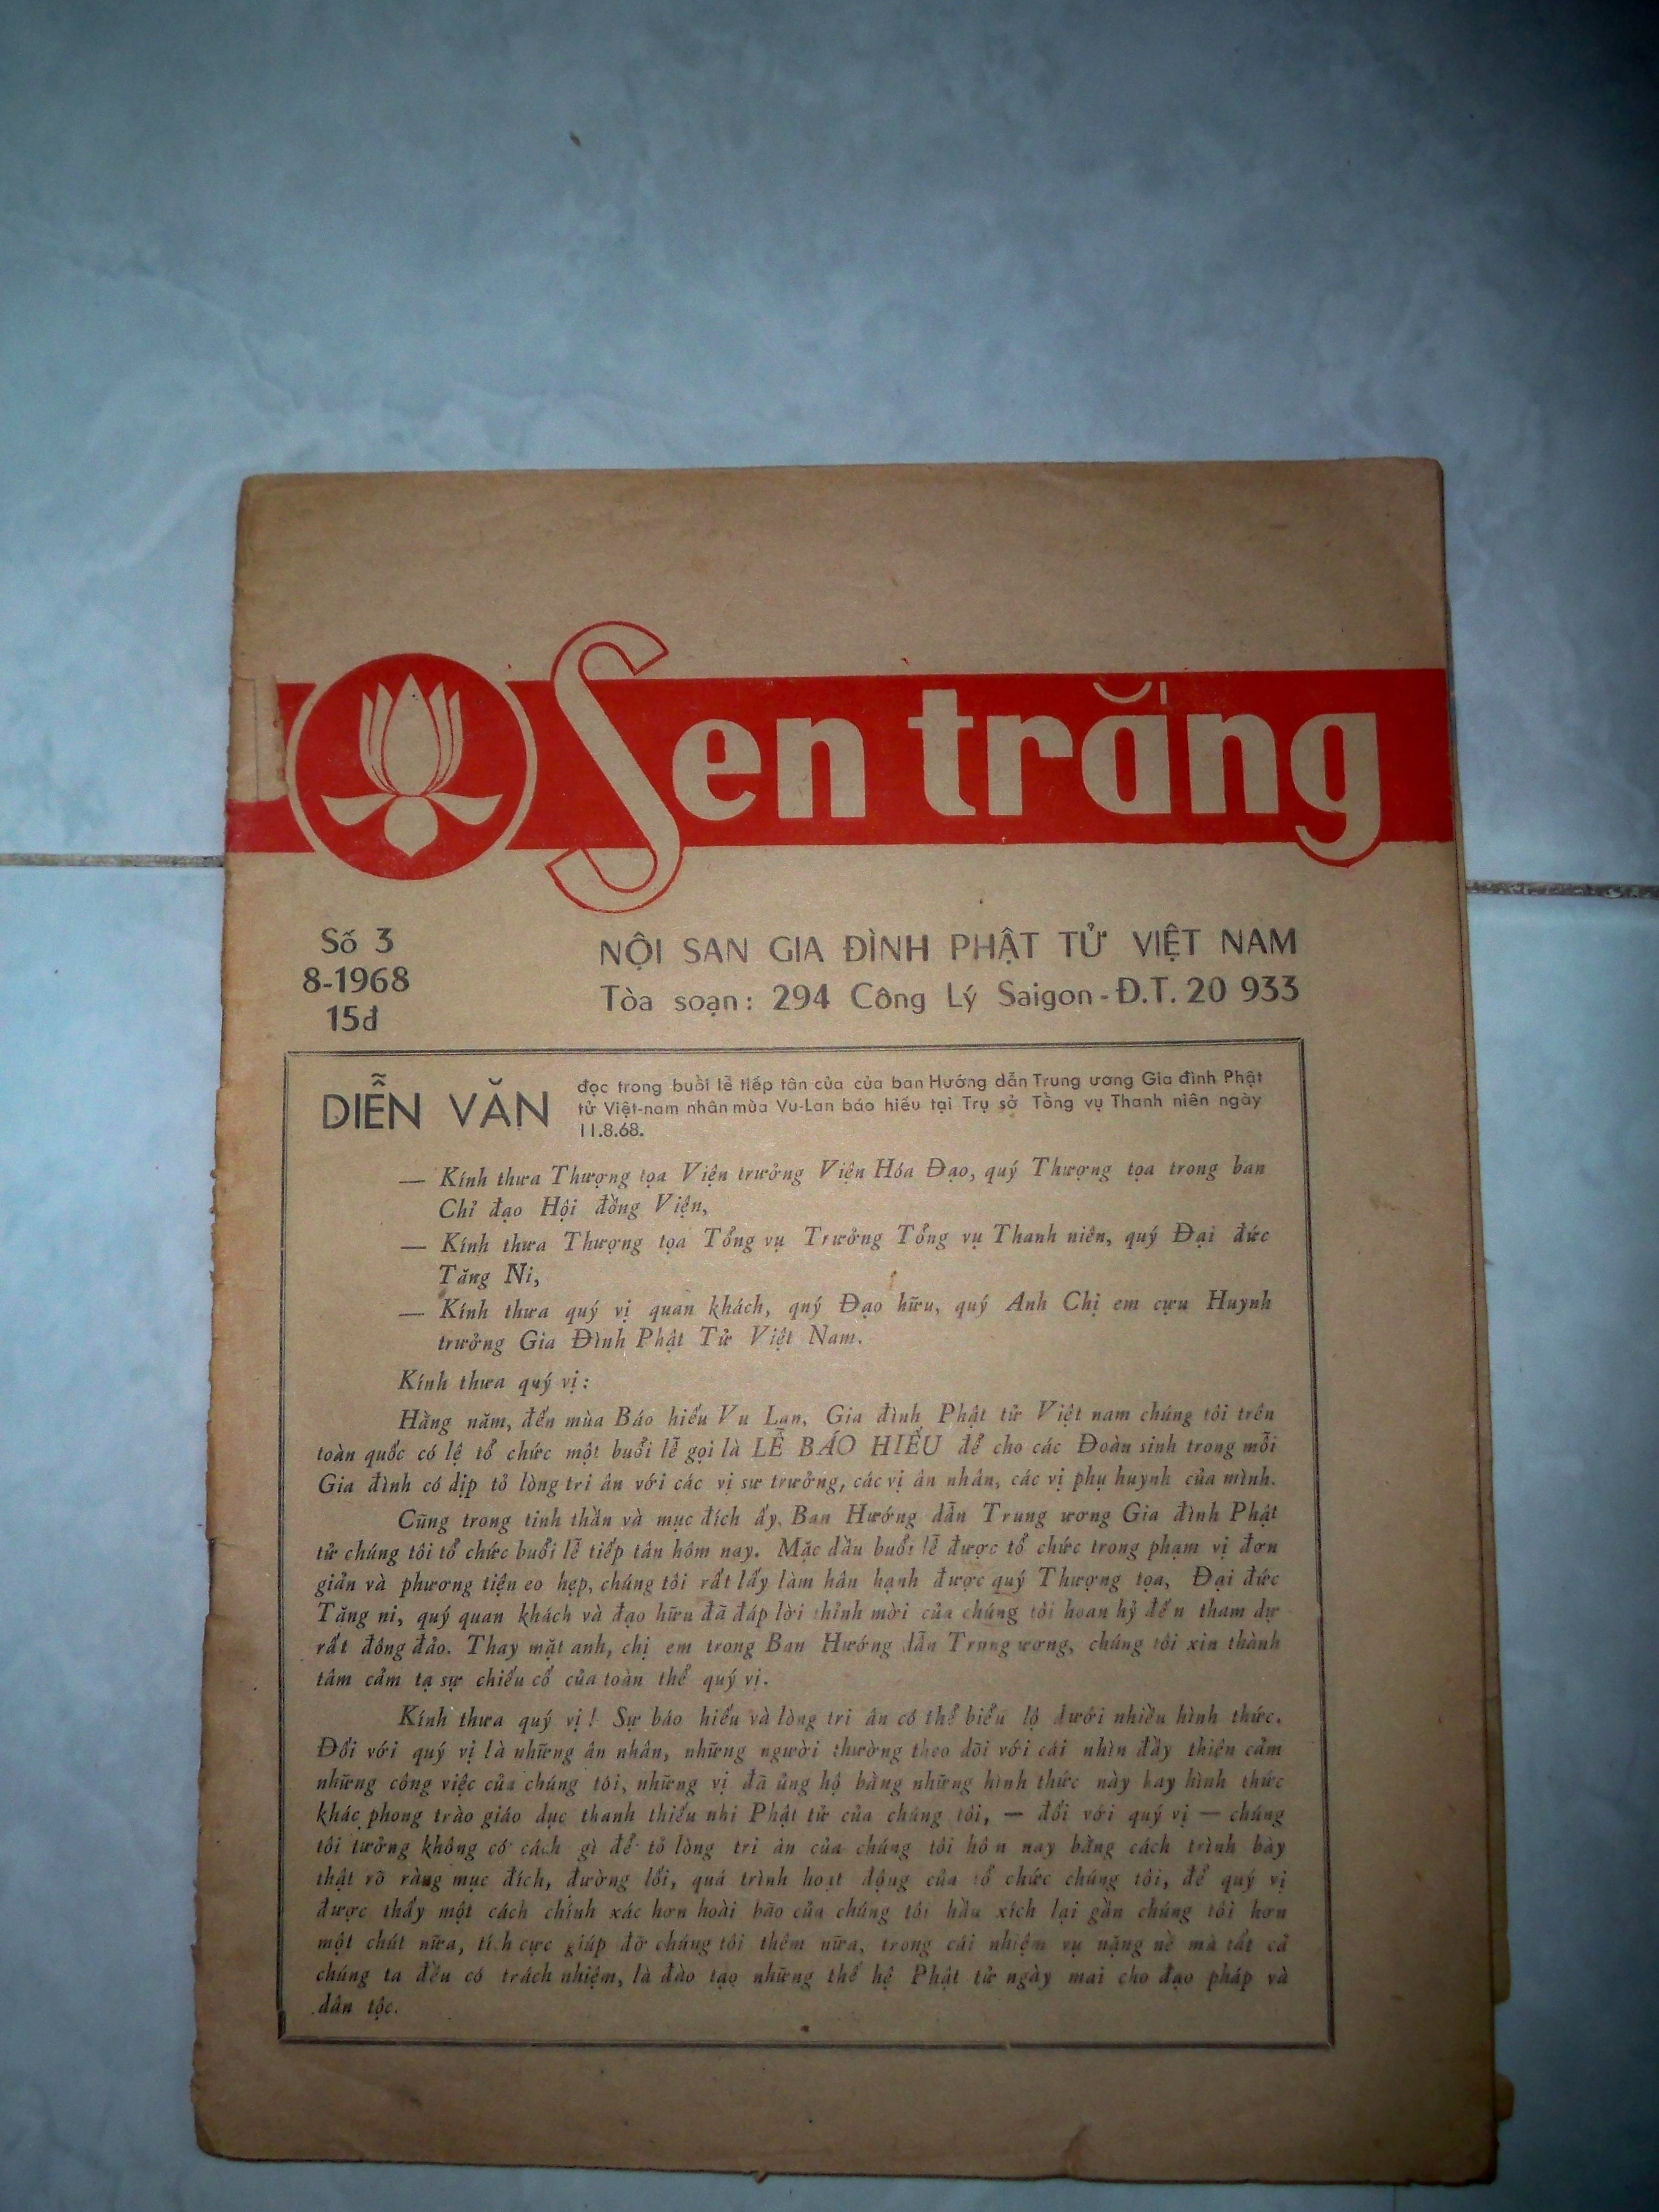 Sen trắng
Số 3
8-1968
15đ
NỘI SAN GIA ĐÌNH PHẬT TỬ VIỆT NAM
Tòa soạn: 294 Công Lý Saigon - Đ.T. 20 933
DIỄN VĂN
đọc trong buổi lễ tiếp tân của của ban Hướng dẫn Trung ương Gia đình Phật
tử Việt-nam nhân mùa Vu-Lan báo hiếu tại Trụ sở Tổng vụ Thanh niên ngày
11.8.68.
— Kính thưa Thượng tọa Viện trưởng Viện Hóa Đạo, quý Thượng tọa trong ban
Chỉ đạo Hội đồng Viện,
— Kính thưa Thượng tọa Tổng vụ Trưởng Tổng vụ Thanh niên, quý Đại đức
Tăng Ni,
— Kính thưa quý vị quan khách, quý Đạo hữu, quý Anh Chị em cựu Huynh
trưởng Gia Đình Phật Tử Việt Nam.
Kính thưa quý vị :
Hằng năm, đến mùa Báo hiếu Vu Lan, Gia đình Phật tử Việt nam chúng tôi trên
toàn quốc có lệ tổ chức một buổi lễ gọi là LỄ BÁO HIẾU để cho các Đoàn sinh trong mỗi
Gia đình có dịp tỏ lòng tri ân với các vị sư trưởng, các vị ân nhân, các vị phụ huynh của mình.
Cũng trong tinh thần và mục đích ấy, Ban Hướng dẫn Trung ương Gia đình Phật
tử chúng tôi tổ chức buổi lễ tiếp tân hôm nay. Mặc dầu buổi lễ được tổ chức trong phạm vị đơn
giản và phương tiện eo hẹp, chúng tôi rất lấy làm hân hạnh được quý Thượng tọa, Đại đức
Tăng ni, quý quan khách và đạo hữu đã đáp lời thỉnh mời của chúng tôi hoan hỷ đến tham dự
rất đông đảo. Thay mặt anh, chị em trong Ban Hướng dẫn Trung ương, chúng tôi xin thành
tâm cảm tạ sự chiếu cố của toàn thể quý vị.
Kính thưa quý vị ! Sự báo hiếu và lòng tri ân có thể biểu lộ dưới nhiều hình thức.
Đối với quý vị là những ân nhân, những người thường theo dõi với cái nhìn đầy thiện cảm
những công việc của chúng tôi, những vị đã ủng hộ bằng những hình thức này hay hình thức
khác phong trào giáo dục thanh thiếu nhi Phật tử của chúng tôi, — đối với quý vị — chúng
tôi tưởng không có cách gì để tỏ lòng tri ân của chúng tôi hôm nay bằng cách trình bày
thật rõ ràng mục đích, đường lối, quá trình hoạt động của tổ chức chúng tôi, để quý vị
được thấy một cách chính xác hơn hoài bão của chúng tôi hầu xích lại gần chúng tôi hơn
một chút nữa, tích cực giúp đỡ chúng tôi thêm nữa, trong cái nhiệm vụ nặng nề mà tất cả
chúng ta đều có trách nhiệm, là đào tạo những thế hệ Phật tử ngày mai cho đạo pháp và
dân tộc.